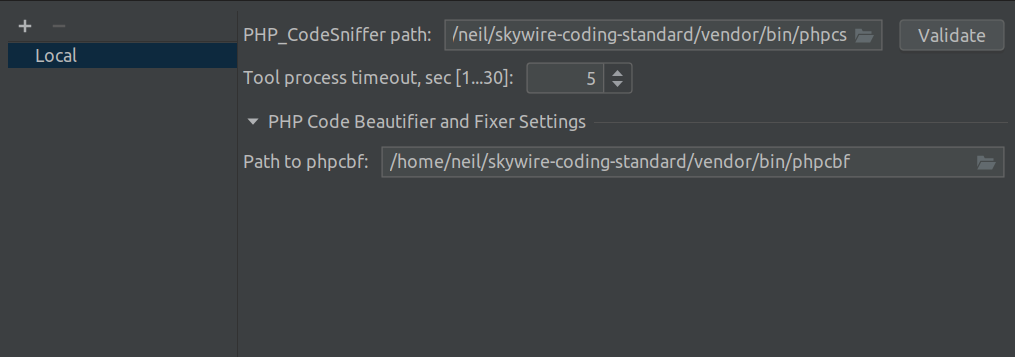 Local
PHP_CodeSniffer path: /neil/skywire-coding-standard/vendor/bin/phpcs Validate
Tool process timeout, sec [1...30]: 5
PHP Code Beautifier and Fixer Settings
Path to phpcbf: /home/neil/skywire-coding-standard/vendor/bin/phpcbf